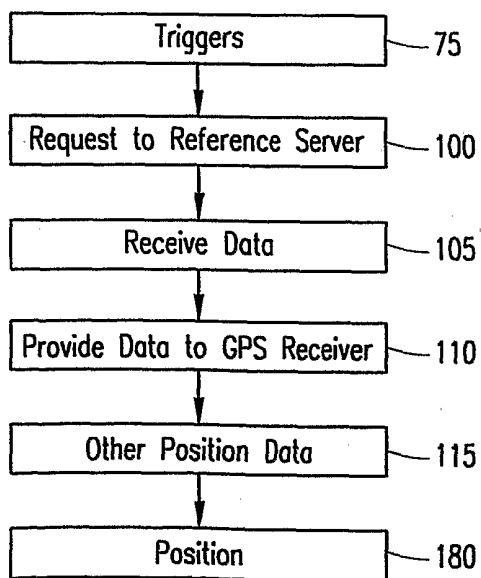 Triggers 75
Request to Reference Server 100
Receive Data 105
Provide Data to GPS Receiver 110
Other Position Data 115
Position 180